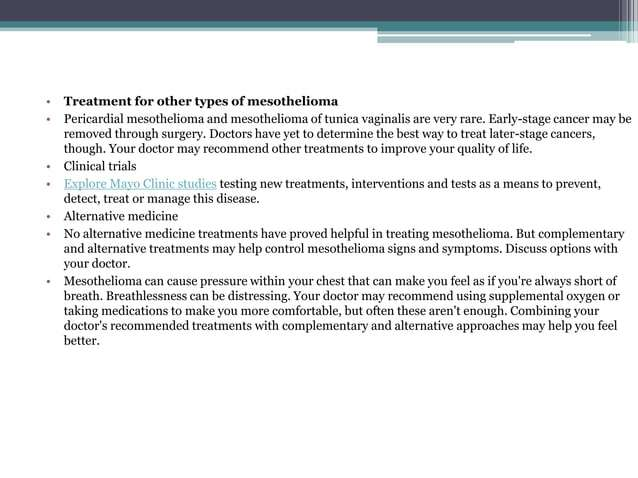 • Treatment for other types of mesothelioma
• Pericardial mesothelioma and mesothelioma of tunica vaginalis are very rare. Early-stage cancer may be
removed through surgery. Doctors have yet to determine the best way to treat later-stage cancers,
though. Your doctor may recommend other treatments to improve your quality of life.
• Clinical trials
• Explore Mayo Clinic studies testing new treatments, interventions and tests as a means to prevent,
detect, treat or manage this disease.
• Alternative medicine
• No alternative medicine treatments have proved helpful in treating mesothelioma. But complementary
and alternative treatments may help control mesothelioma signs and symptoms. Discuss options with
your doctor.
• Mesothelioma can cause pressure within your chest that can make you feel as if you're always short of
breath. Breathlessness can be distressing. Your doctor may recommend using supplemental oxygen or
taking medications to make you more comfortable, but often these aren't enough. Combining your
doctor's recommended treatments with complementary and alternative approaches may help you feel
better.